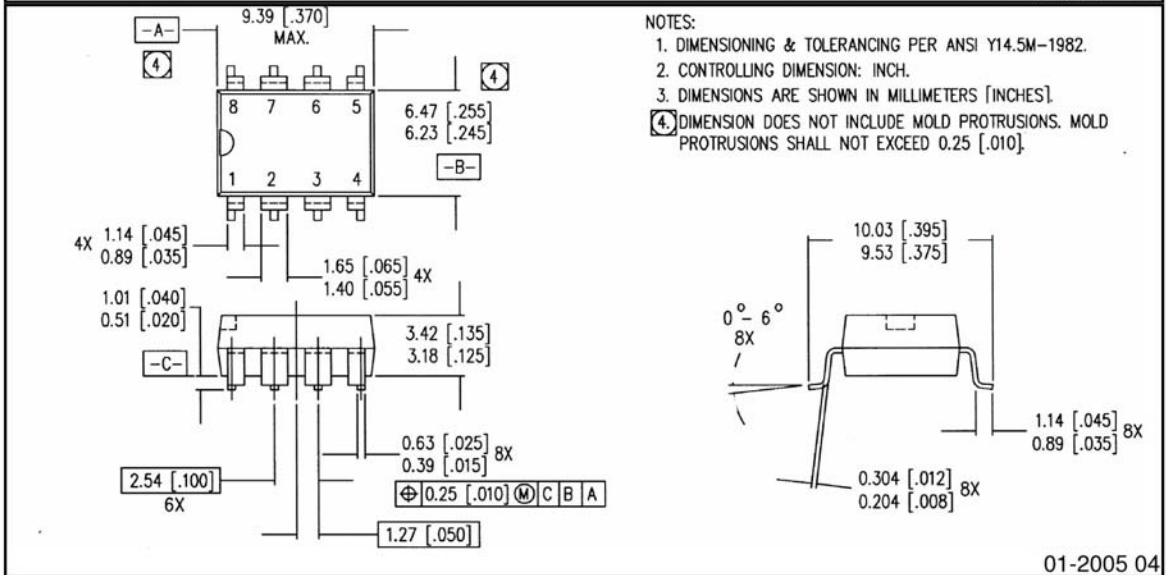 -A-
9.39 [.370]
MAX.
4
4
8 7 6 5
1 2 3 4
6.47 [.255]
6.23 [.245]
-B-
4X 1.14 [.045]
0.89 [.035]
1.65 [.065] 4X
1.40 [.055]
1.01 [.040]
0.51 [.020]
-C-
3.42 [.135]
3.18 [.125]
0.63 [.025] 8X
0.39 [.015]
2.54 [.100]
6X
⌖ 0.25 [.010] Ⓜ C B A
1.27 [.050]
NOTES:
1. DIMENSIONING & TOLERANCING PER ANSI Y14.5M-1982.
2. CONTROLLING DIMENSION: INCH.
3. DIMENSIONS ARE SHOWN IN MILLIMETERS [INCHES].
4. DIMENSION DOES NOT INCLUDE MOLD PROTRUSIONS. MOLD
PROTRUSIONS SHALL NOT EXCEED 0.25 [.010].
10.03 [.395]
9.53 [.375]
0° - 6°
8X
1.14 [.045] 8X
0.89 [.035]
0.304 [.012] 8X
0.204 [.008]
01-2005 04